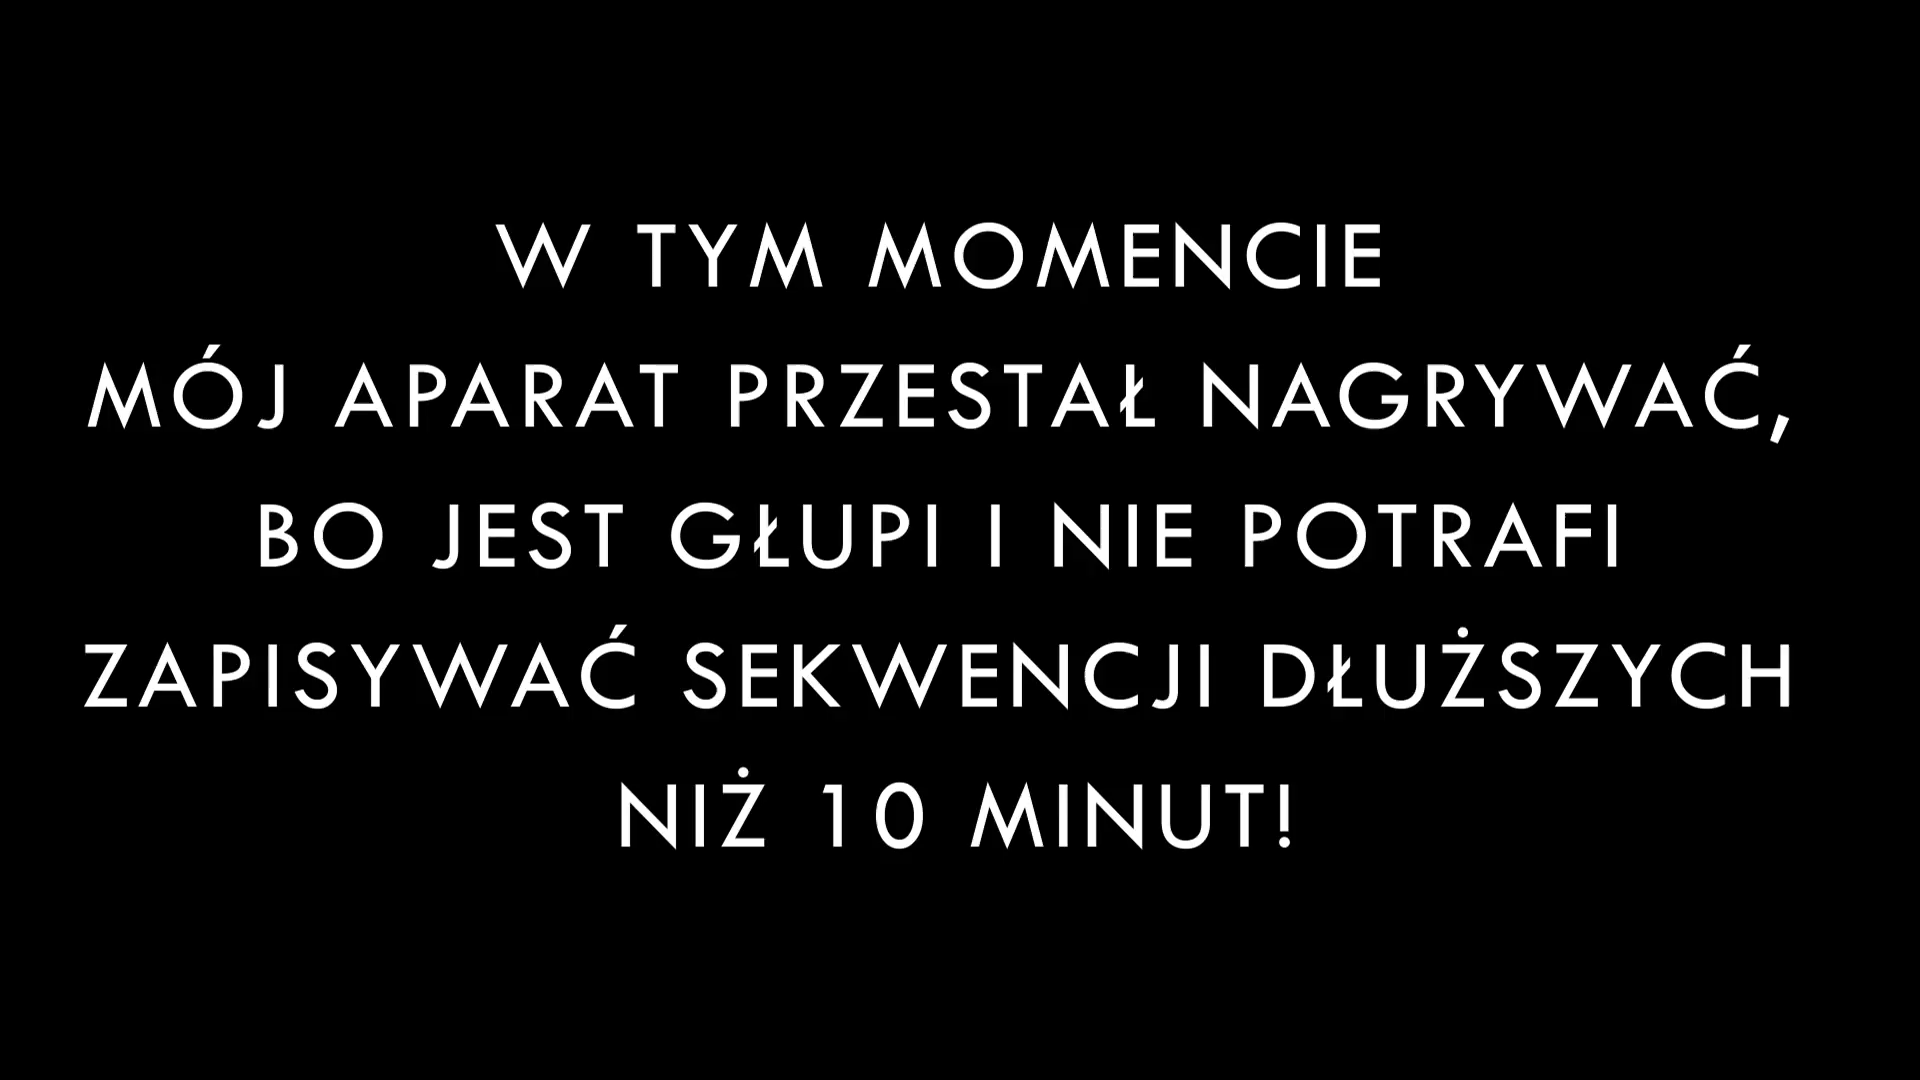 W TYM MOMENCIE
MÓJ APARAT PRZESTAŁ NAGRYWAĆ,
BO JEST GŁUPI I NIE POTRAFI
ZAPISYWAĆ SEKWENCJI DŁUŻSZYCH
NIŻ 10 MINUT!